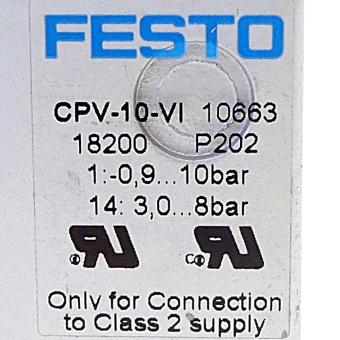 FESTO
CPV-10-VI 10663
18200 P202
1:-0,9...10bar
14: 3,0...8bar
Only for Connection
to Class 2 supply